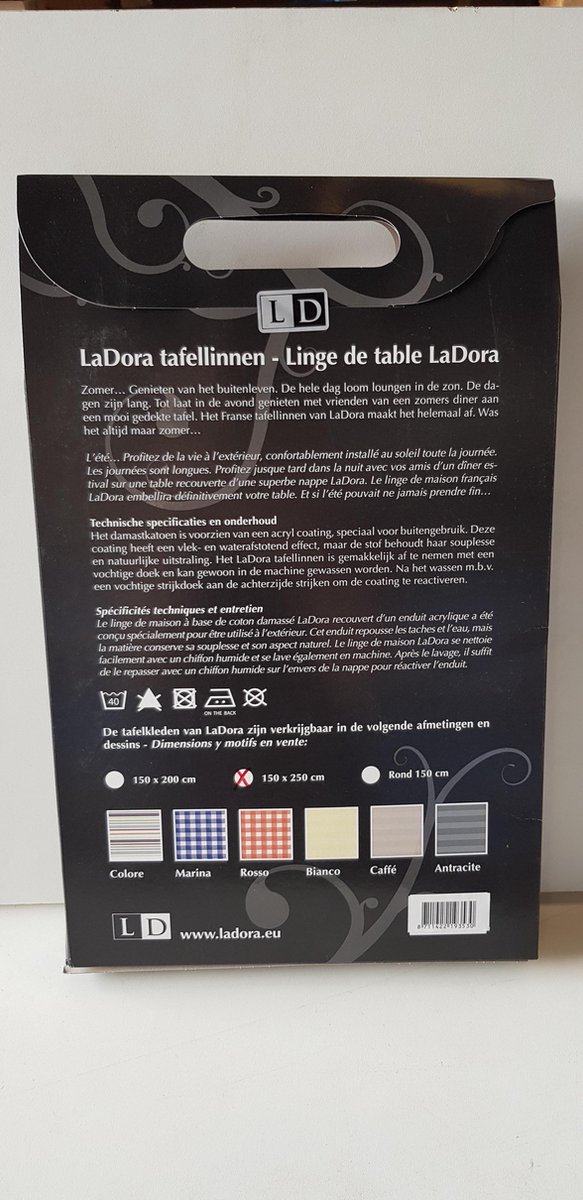 LD
LaDora tafellinnen - Linge de table LaDora
Zomer... Genieten van het buitenleven. De hele dag loom loungen in de zon. De da-
gen zijn lang. Tot laat in de avond genieten met vrienden van een zomers diner aan
een mooi gedekte tafel. Het Franse tafellinnen van LaDora maakt het helemaal af. Was
het altijd maar zomer...
L'été... Profitez de la vie à l'extérieur, confortablement installé au soleil toute la journée.
Les journées sont longues. Profitez jusque tard dans la nuit avec vos amis d'un dîner es-
tival sur une table recouverte d'une superbe nappe LaDora. Le linge de maison français
LaDora embellira définitivement votre table. Et si l'été pouvait ne jamais prendre fin...
Technische specificaties en onderhoud
Het damastkatoen is voorzien van een acryl coating, speciaal voor buitengebruik. Deze
coating heeft een vlek- en waterafstotend effect, maar de stof behoudt haar souplesse
en natuurlijke uitstraling. Het LaDora tafellinnen is gemakkelijk af te nemen met een
vochtige doek en kan gewoon in de machine gewassen worden. Na het wassen m.b.v.
een vochtige strijkdoek aan de achterzijde strijken om de coating te reactiveren.
Spécificités techniques et entretien
Le linge de maison à base de coton damassé LaDora recouvert d'un enduit acrylique a été
conçu spécialement pour être utilisé à l'extérieur. Cet enduit repousse les taches et l'eau, mais
la matière conserve sa souplesse et son aspect naturel. Le linge de maison LaDora se nettoie
facilement avec un chiffon humide et se lave également en machine. Après le lavage, il suffit
de le repasser avec un chiffon humide sur l'envers de la nappe pour réactiver l'enduit.
40
ON THE BACK
De tafelkleden van LaDora zijn verkrijgbaar in de volgende afmetingen en
dessins - Dimensions y motifs en vente:
150 x 200 cm X 150 x 250 cm Rond 150 cm
Colore Marina Rosso Bianco Caffé Antracite
LD www.ladora.eu
8711422193530